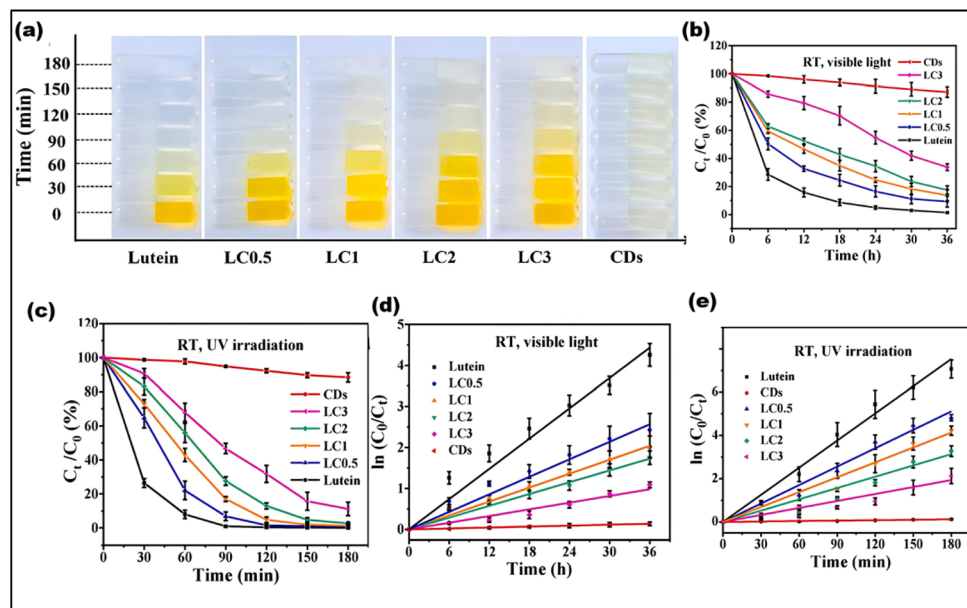 (a)
Time (min)
180
150
120
90
60
30
0
Lutein LC0.5 LC1 LC2 LC3 CDs
(b)
RT, visible light
CDs
LC3
LC2
LC1
LC0.5
Lutein
Ct /C0 (%)
120
100
80
60
40
20
0
0 6 12 18 24 30 36
Time (h)
(c)
RT, UV irradiation
CDs
LC3
LC2
LC1
LC0.5
Lutein
Ct /C0 (%)
120
100
80
60
40
20
0
0 30 60 90 120 150 180
Time (min)
(d)
RT, visible light
Lutein
LC0.5
LC1
LC2
LC3
CDs
ln (C0/Ct)
5
4
3
2
1
0
0 6 12 18 24 30 36
Time (h)
(e)
RT, UV irradiation
Lutein
CDs
LC0.5
LC1
LC2
LC3
ln (C0/Ct)
6
4
2
0
0 30 60 90 120 150 180
Time (min)